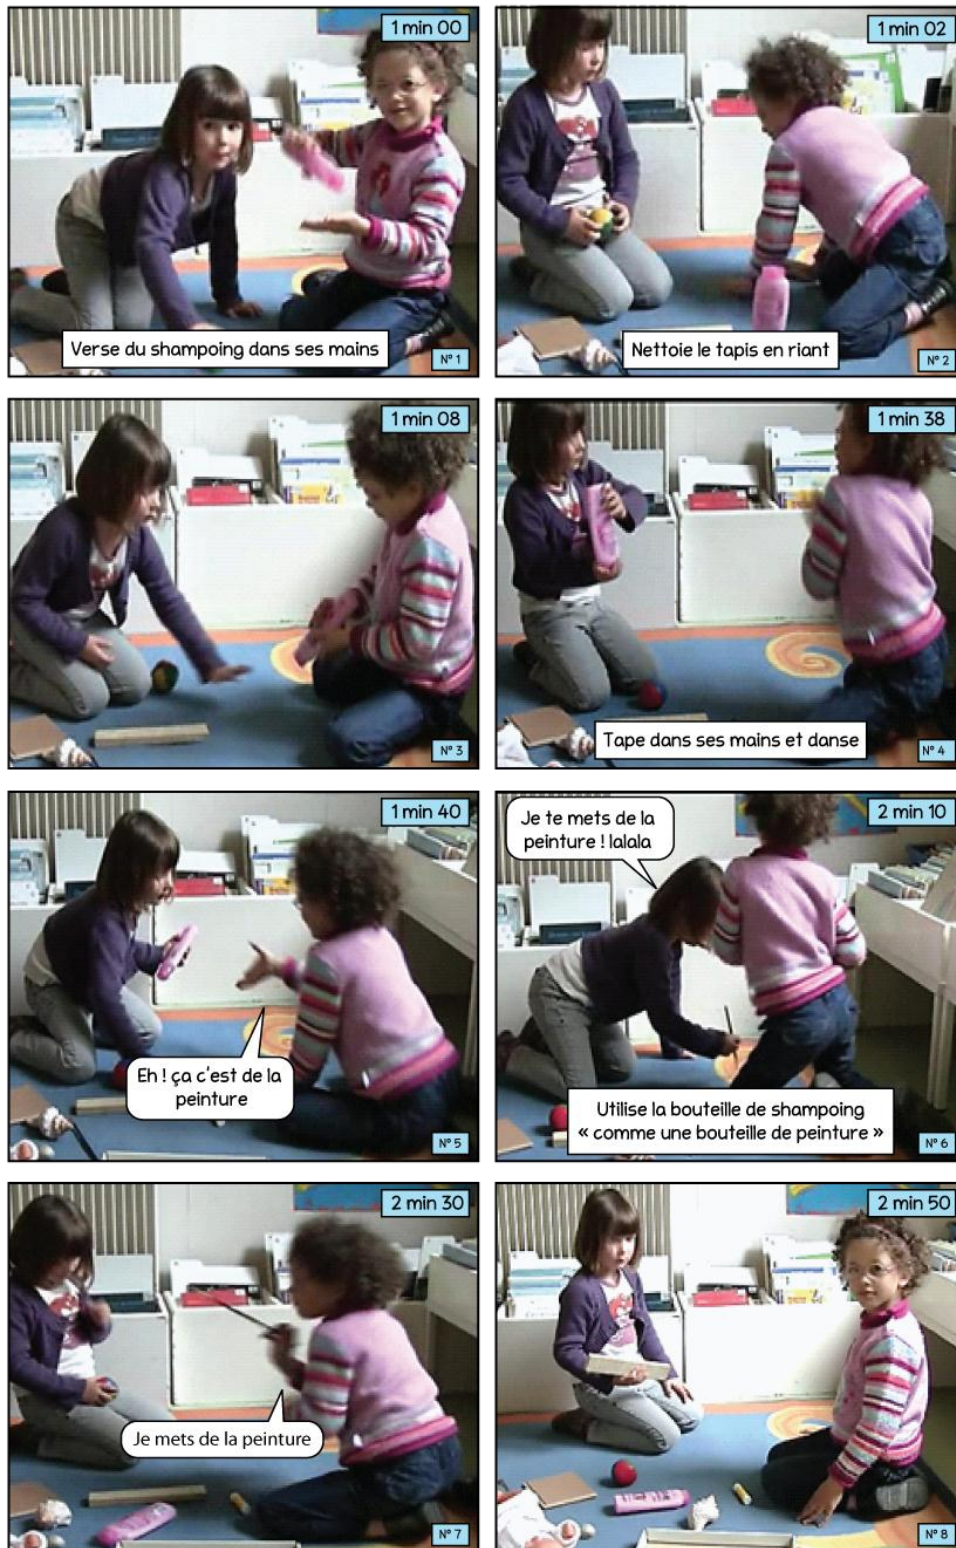 1 min 00
Verse du shampoing dans ses mains
N° 1
1 min 02
Nettoie le tapis en riant
N° 2
1 min 08
N° 3
1 min 38
Tape dans ses mains et danse
N° 4
1 min 40
Eh ! ça c'est de la
peinture
N° 5
2 min 10
Je te mets de la
peinture ! lalala
Utilise la bouteille de shampoing
« comme une bouteille de peinture »
N° 6
2 min 30
Je mets de la peinture
N° 7
2 min 50
N° 8